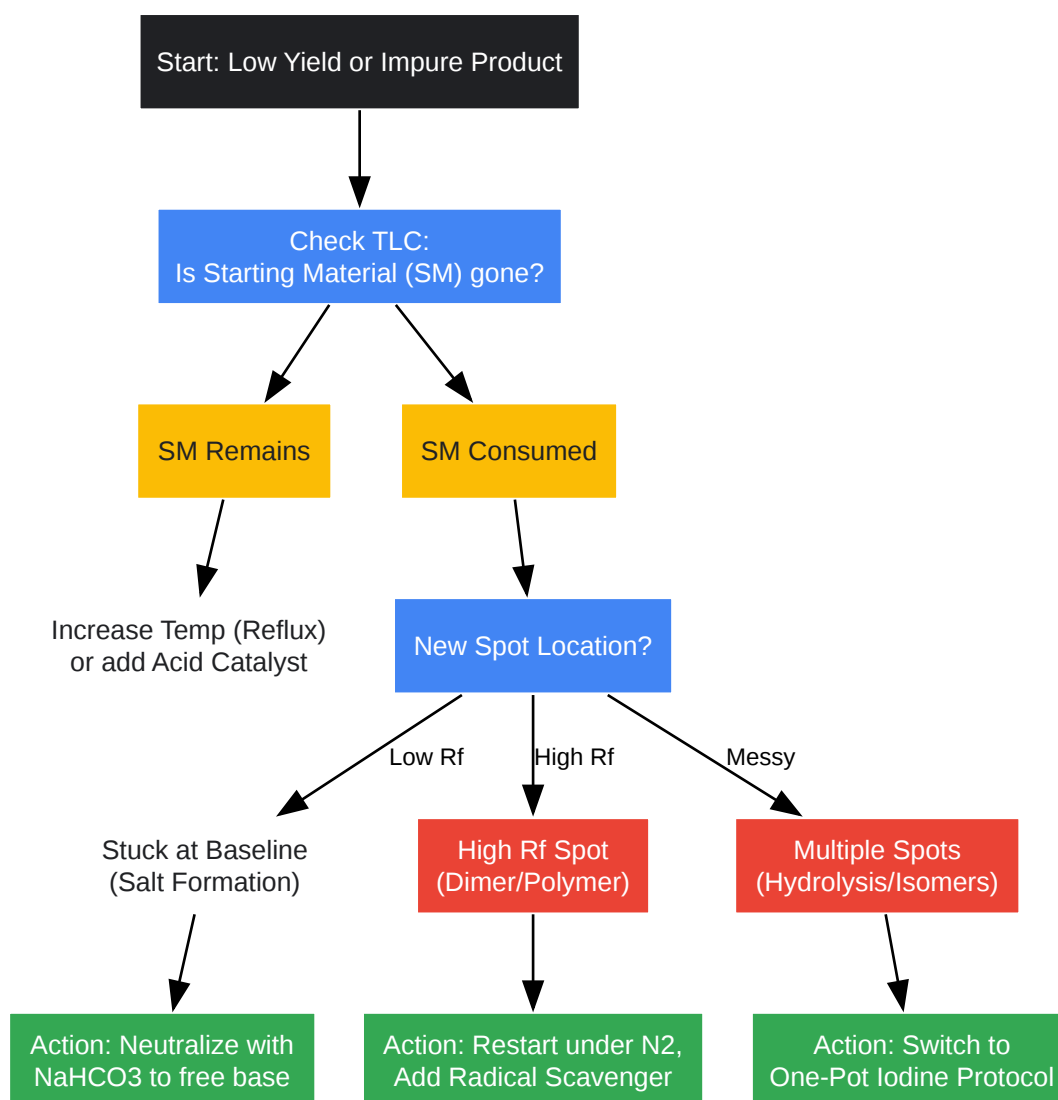 Start: Low Yield or Impure Product
Check TLC:
Is Starting Material (SM) gone?
SM Remains
SM Consumed
Increase Temp (Reflux)
or add Acid Catalyst
New Spot Location?
Low Rf
High Rf
Messy
Stuck at Baseline
(Salt Formation)
High Rf Spot
(Dimer/Polymer)
Multiple Spots
(Hydrolysis/Isomers)
Action: Neutralize with
NaHCO3 to free base
Action: Restart under N2,
Add Radical Scavenger
Action: Switch to
One-Pot Iodine Protocol